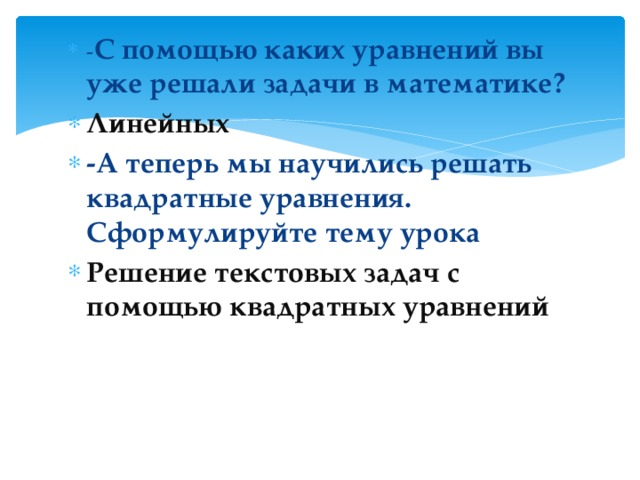 -С помощью каких уравнений вы
уже решали задачи в математике?
Линейных
-А теперь мы научились решать
квадратные уравнения.
Сформулируйте тему урока
Решение текстовых задач с
помощью квадратных уравнений